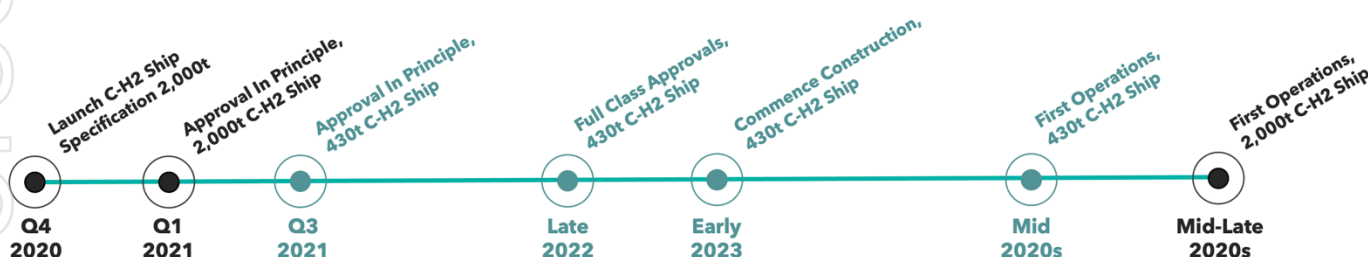 Launch C-H2 Ship
Specification 2,000t
Approval In Principle,
2,000t C-H2 Ship
Approval In Principle,
430t C-H2 Ship
Full Class Approvals,
430t C-H2 Ship
Commence Construction,
430t C-H2 Ship
First Operations,
430t C-H2 Ship
First Operations,
2,000t C-H2 Ship
Q4
2020
Q1
2021
Q3
2021
Late
2022
Early
2023
Mid
2020s
Mid-Late
2020s